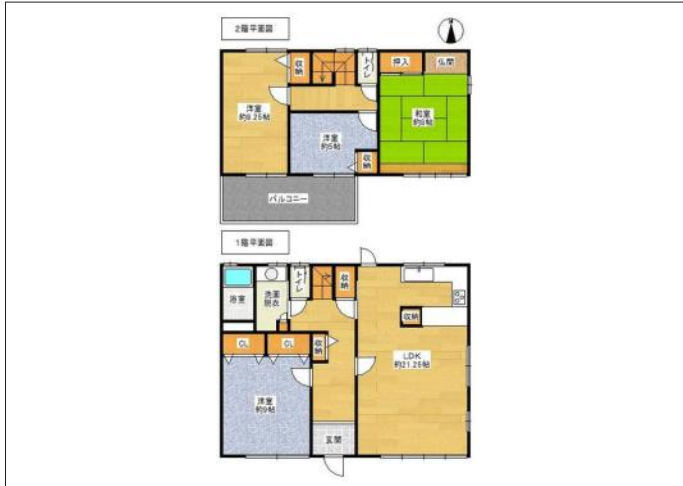 2階平面図
収納
トイレ
押入
仏間
洋室
約8.25帖
和室
約8帖
洋室
約5帖
収納
バルコニー
1階平面図
浴室
洗面
脱衣
トイレ
収納
収納
CL
CL
収納
LDK
約21.25帖
洋室
約9帖
玄関